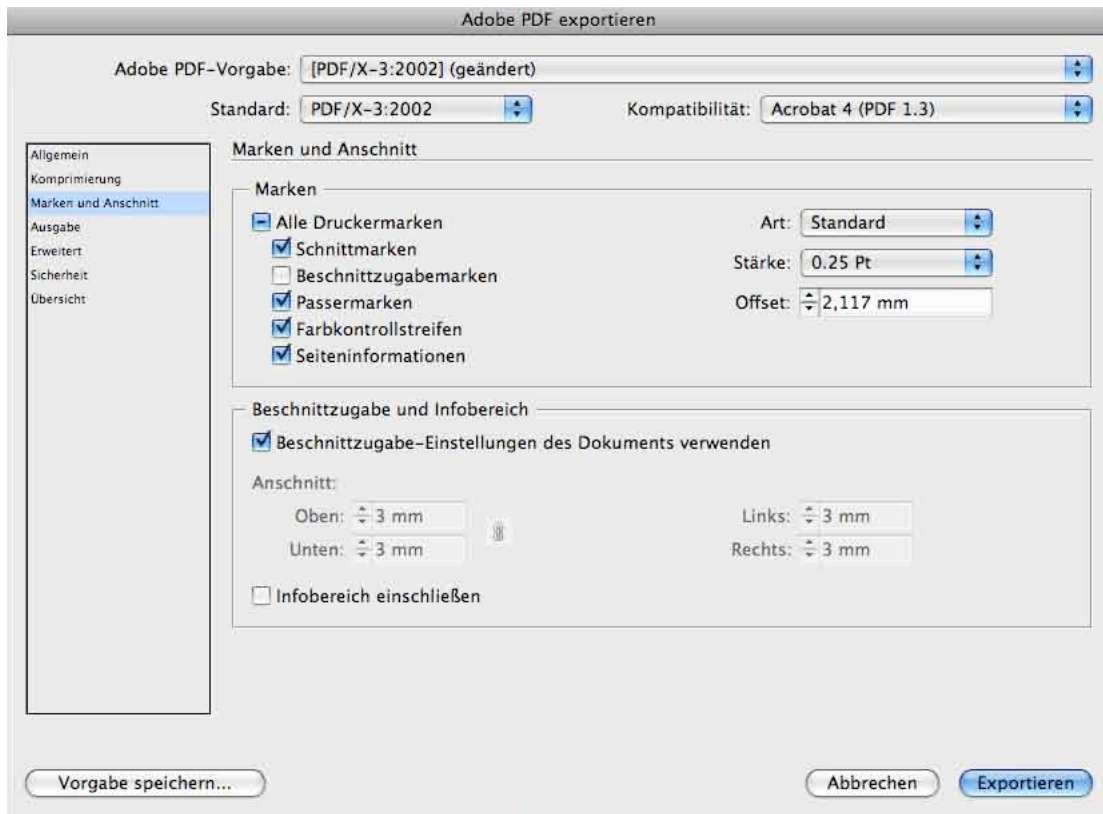 Adobe PDF exportieren
Adobe PDF-Vorgabe: [PDF/X-3:2002] (geändert)
Standard: PDF/X-3:2002 Kompatibilität: Acrobat 4 (PDF 1.3)
Allgemein
Komprimierung
Marken und Anschnitt
Ausgabe
Erweitert
Sicherheit
Übersicht
Marken und Anschnitt
Marken
Alle Druckermarken
Schnittmarken
Beschnittzugabemarken
Passermarken
Farbkontrollstreifen
Seiteninformationen
Art: Standard
Stärke: 0.25 Pt
Offset: 2,117 mm
Beschnittzugabe und Infobereich
Beschnittzugabe-Einstellungen des Dokuments verwenden
Anschnitt:
Oben: 3 mm Links: 3 mm
Unten: 3 mm Rechts: 3 mm
Infobereich einschließen
Vorgabe speichern... Abbrechen Exportieren